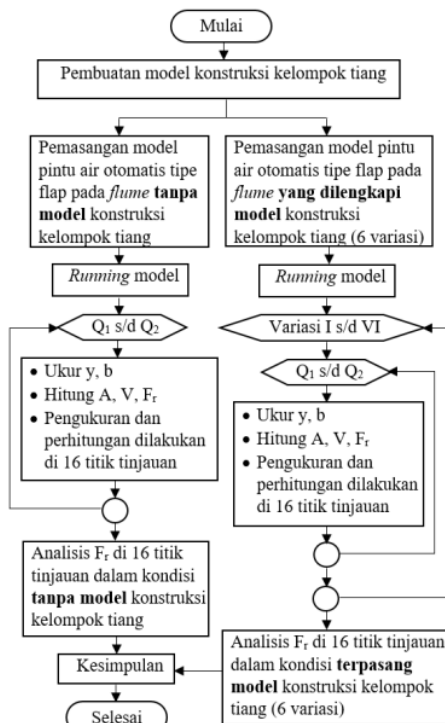 Mulai
Pembuatan model konstruksi kelompok tiang
Pemasangan model
pintu air otomatis tipe
flap pada flume tanpa
model konstruksi
kelompok tiang
Running model
Q₁ s/d Q₂
• Ukur y, b
• Hitung A, V, Fᵣ
• Pengukuran dan
perhitungan dilakukan
di 16 titik tinjauan
Analisis Fᵣ di 16 titik
tinjauan dalam kondisi
tanpa model konstruksi
kelompok tiang
Pemasangan model pintu
air otomatis tipe flap pada
flume yang dilengkapi
model konstruksi
kelompok tiang (6 variasi)
Running model
Variasi I s/d VI
Q₁ s/d Q₂
• Ukur y, b
• Hitung A, V, Fᵣ
• Pengukuran dan
perhitungan dilakukan
di 16 titik tinjauan
Analisis Fᵣ di 16 titik tinjauan
dalam kondisi terpasang
model konstruksi kelompok
tiang (6 variasi)
Kesimpulan
Selesai